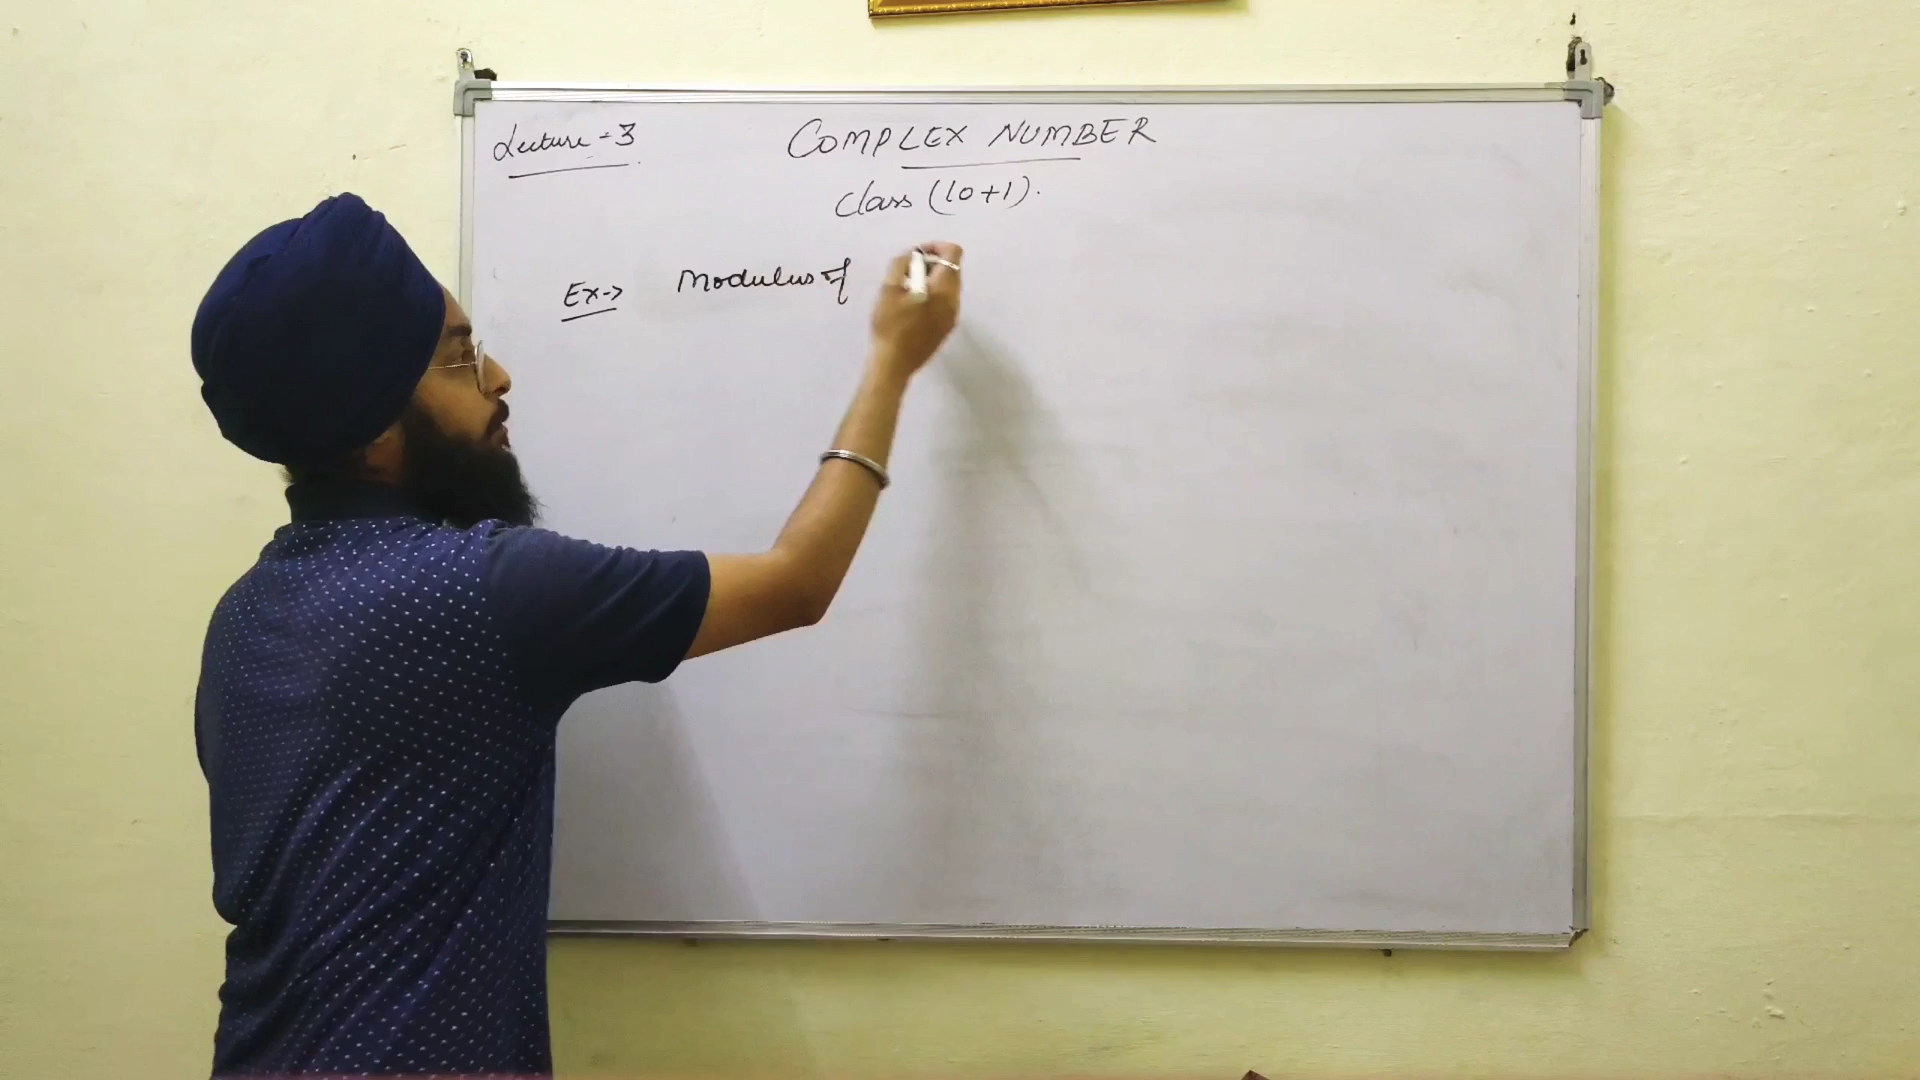 Lecture - 3
COMPLEX NUMBER
Class (10+1).
Ex-> Modulus of